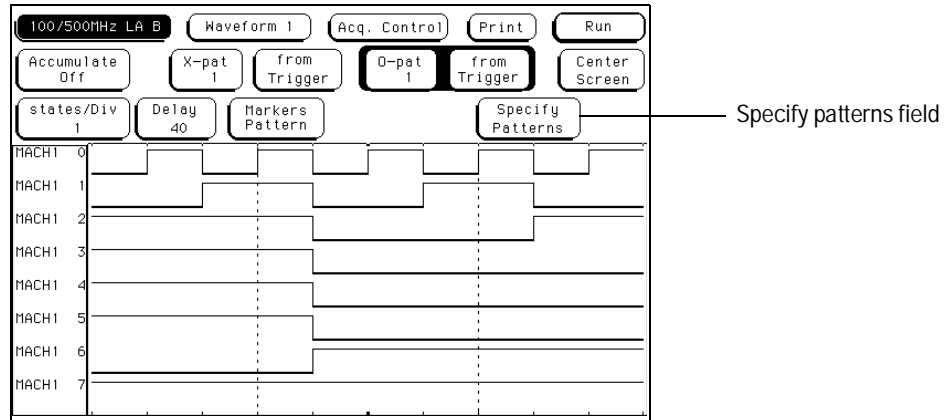 100/500MHz LA B Waveform 1 Acq. Control Print Run
Accumulate Off
X-pat 1
from Trigger
O-pat 1
from Trigger
Center Screen
states/Div 1
Delay 40
Markers Pattern
Specify Patterns
Specify patterns field
MACH1 0
MACH1 1
MACH1 2
MACH1 3
MACH1 4
MACH1 5
MACH1 6
MACH1 7